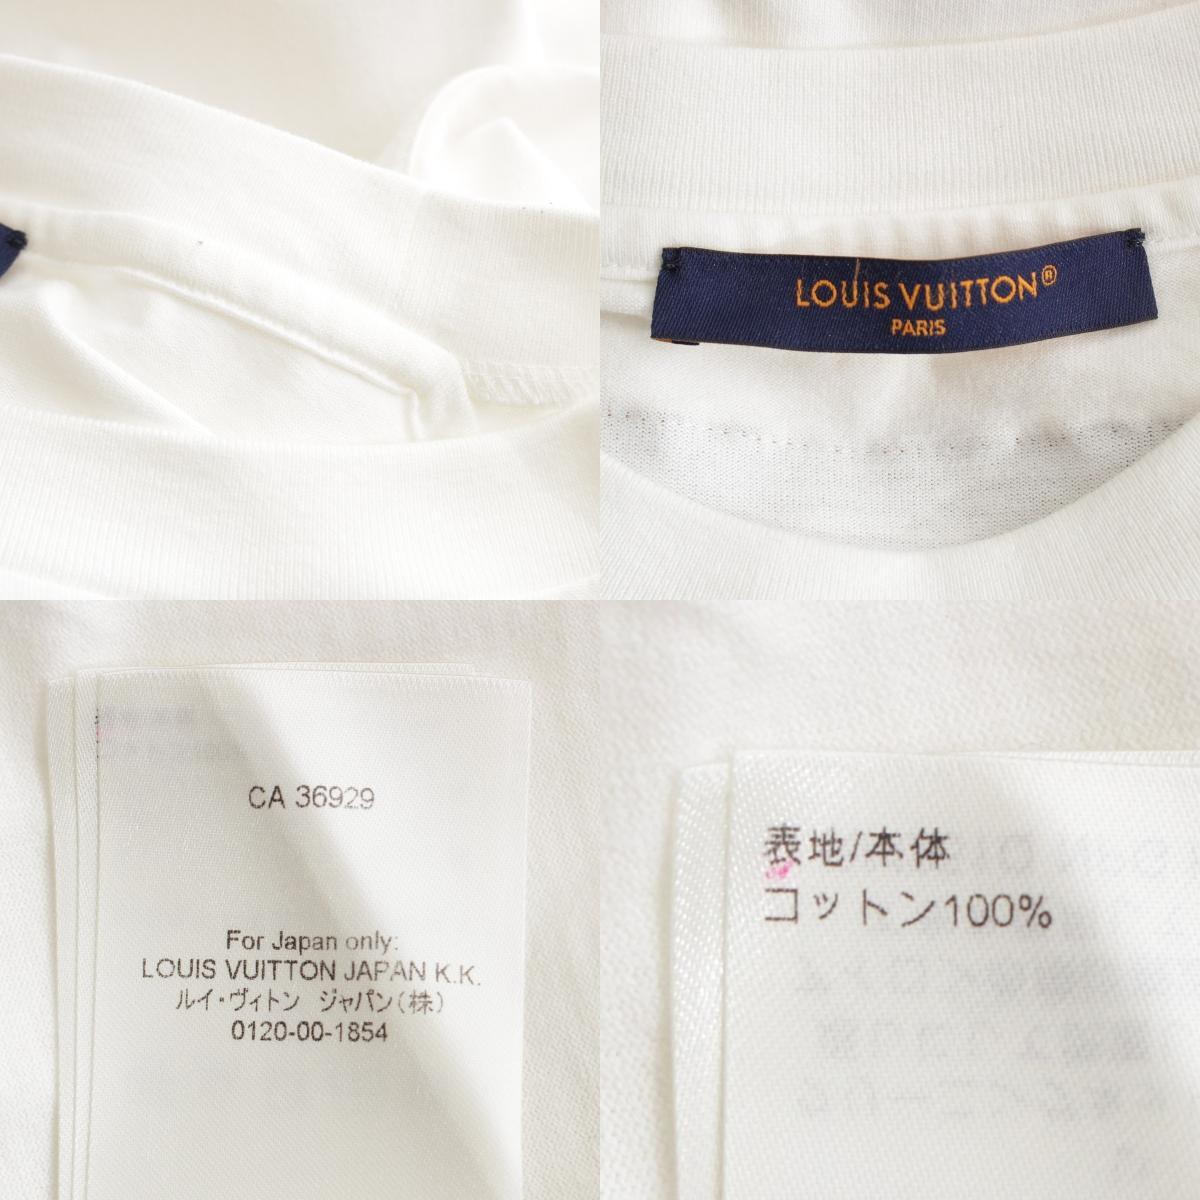 LOUIS VUITTON®
PARIS
CA 36929
For Japan only:
LOUIS VUITTON JAPAN K.K.
ルイ・ヴィトン ジャパン(株)
0120-00-1854
表地/本体
コットン100%